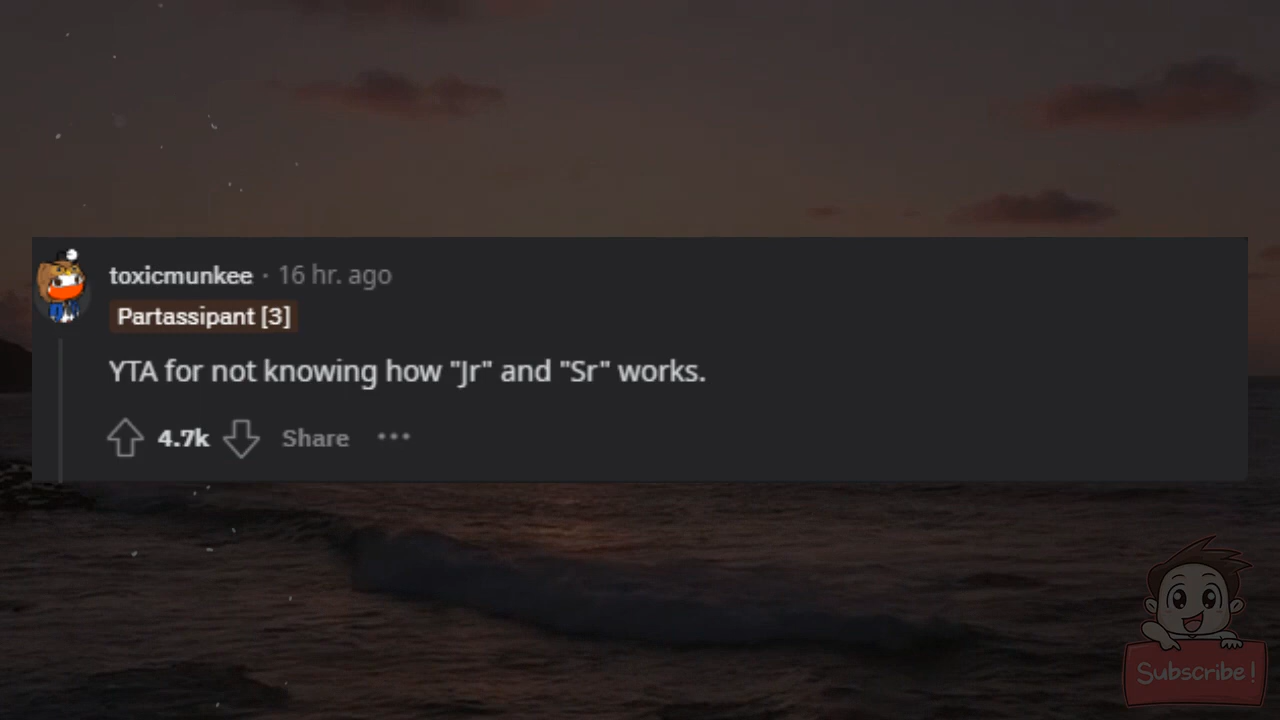 toxicmunkee · 16 hr. ago
Partassipant [3]
YTA for not knowing how "Jr" and "Sr" works.
4.7k Share ···
Subscribe!